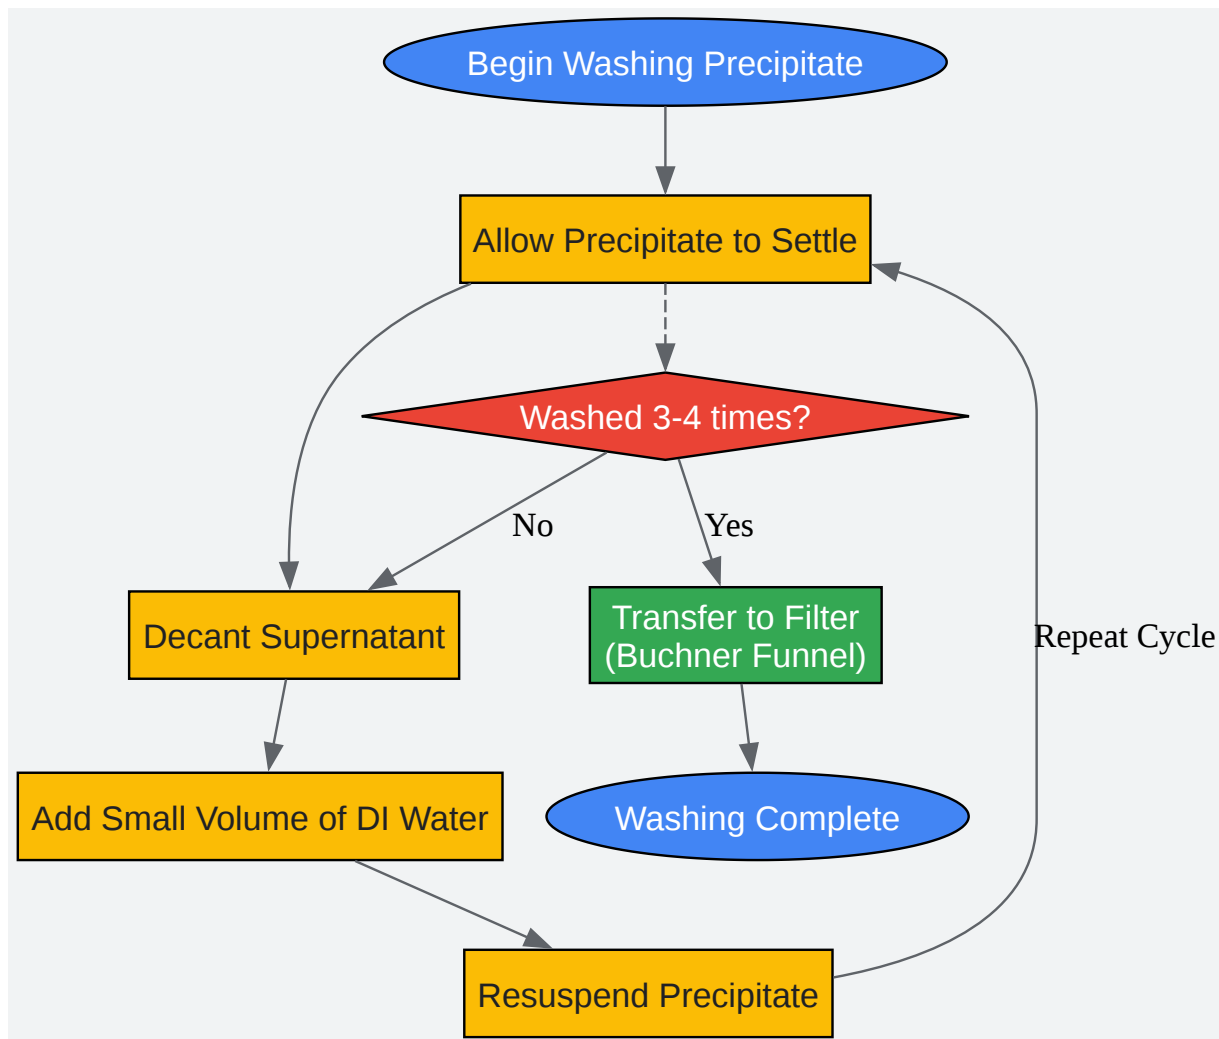 Begin Washing Precipitate
Allow Precipitate to Settle
Washed 3-4 times?
No
Yes
Decant Supernatant
Transfer to Filter
(Buchner Funnel)
Repeat Cycle
Add Small Volume of DI Water
Washing Complete
Resuspend Precipitate